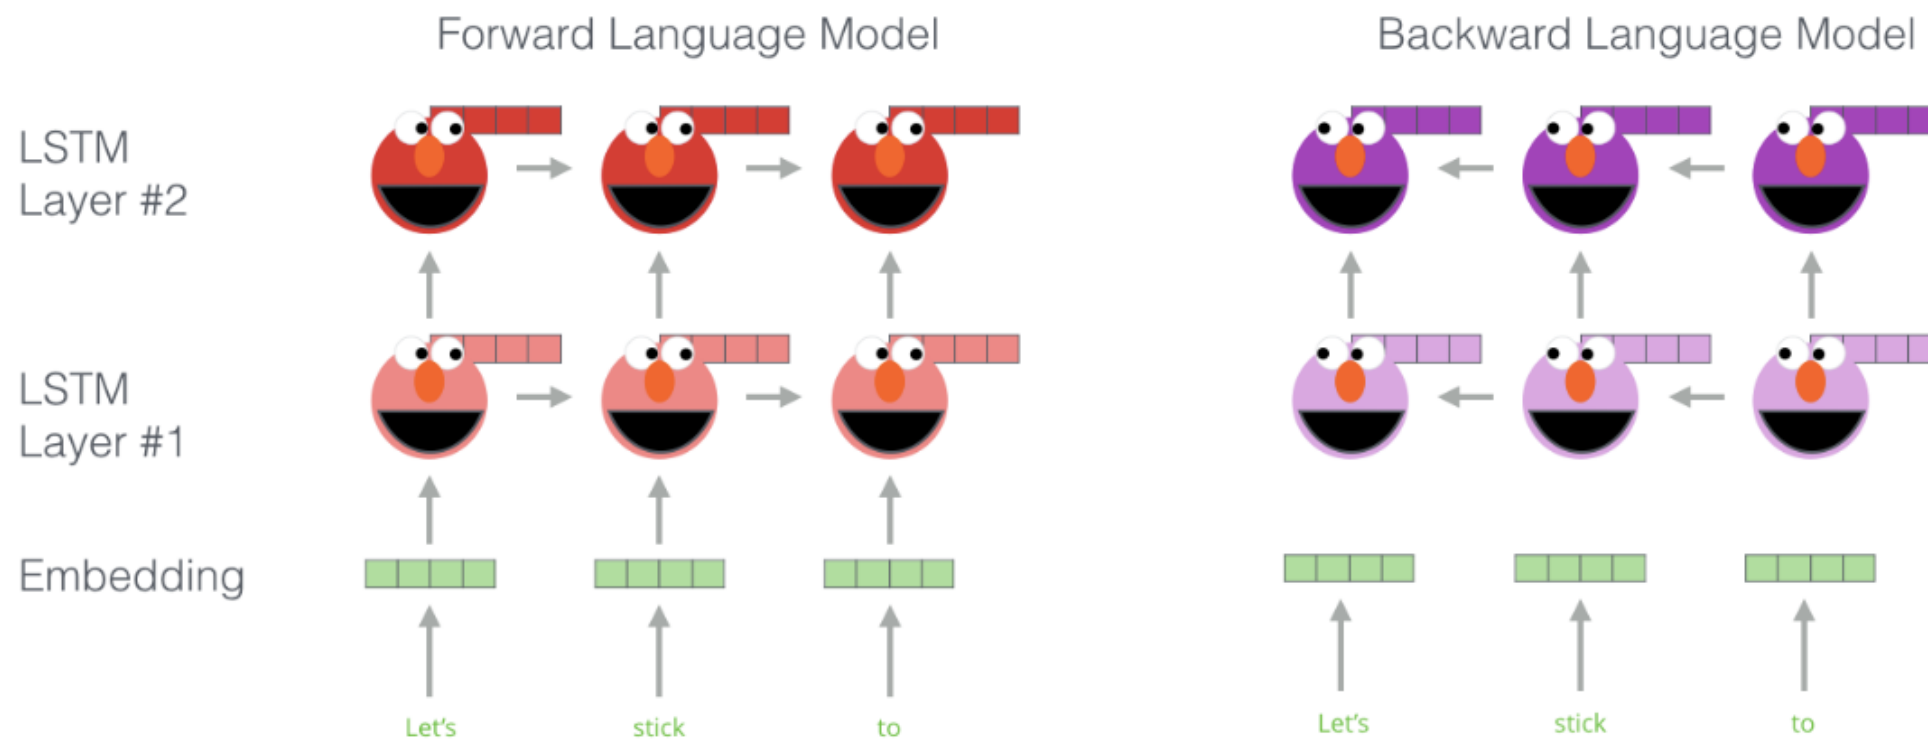 Forward Language Model
Backward Language Model
LSTM
Layer #2
LSTM
Layer #1
Embedding
Let's
stick
to
Let's
stick
to